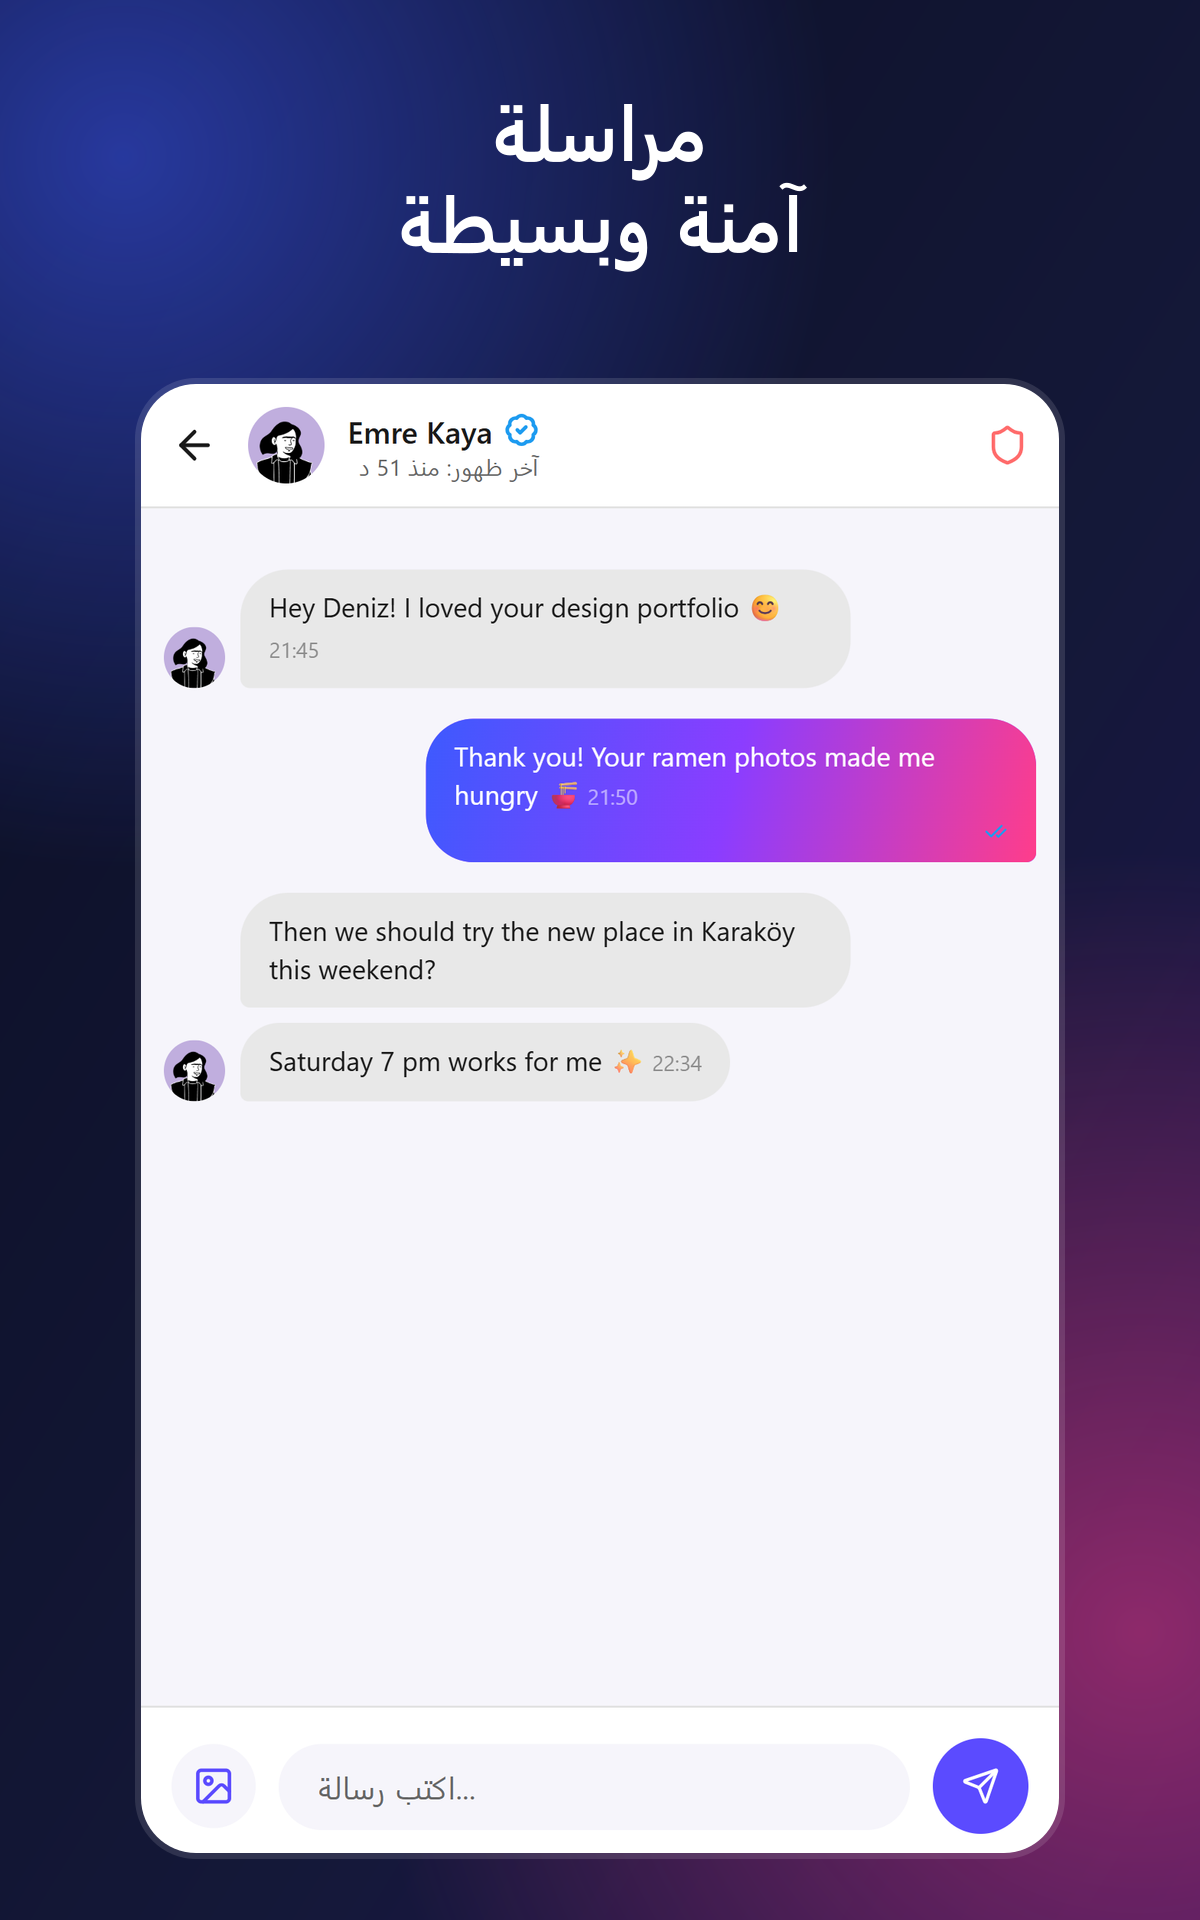 مراسلة
آمنة وبسيطة
Emre Kaya
آخر ظهور: منذ 51 د
Hey Deniz! I loved your design portfolio 😊
21:45
Thank you! Your ramen photos made me
hungry 🍜 21:50
Then we should try the new place in Karaköy
this weekend?
Saturday 7 pm works for me ✨ 22:34
اكتب رسالة...